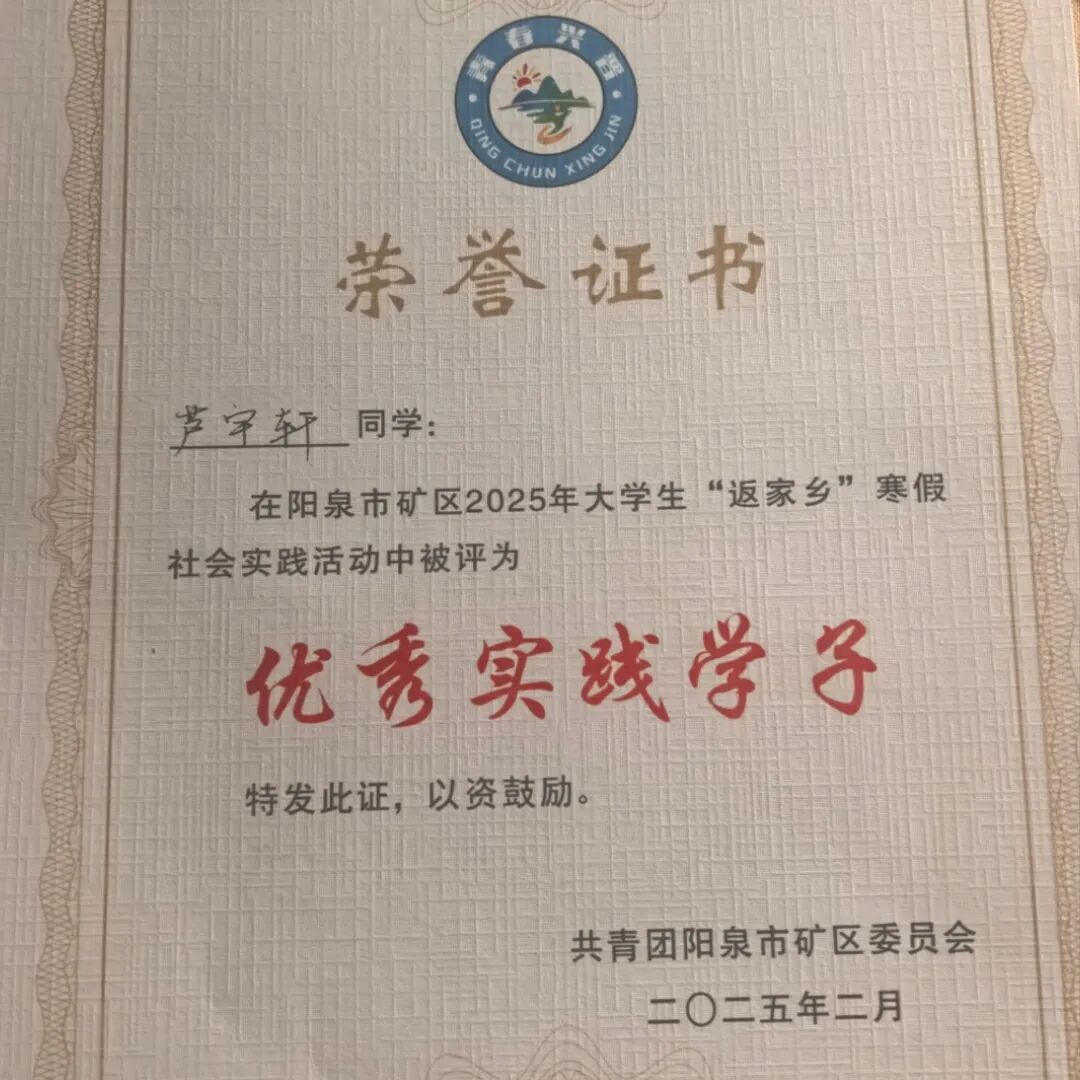 青春兴晋
QING CHUN XING JIN
荣誉证书
芦宇轩 同学：
在阳泉市矿区2025年大学生“返家乡”寒假
社会实践活动中被评为
优秀实践学子
特发此证，以资鼓励。
共青团阳泉市矿区委员会
二〇二五年二月